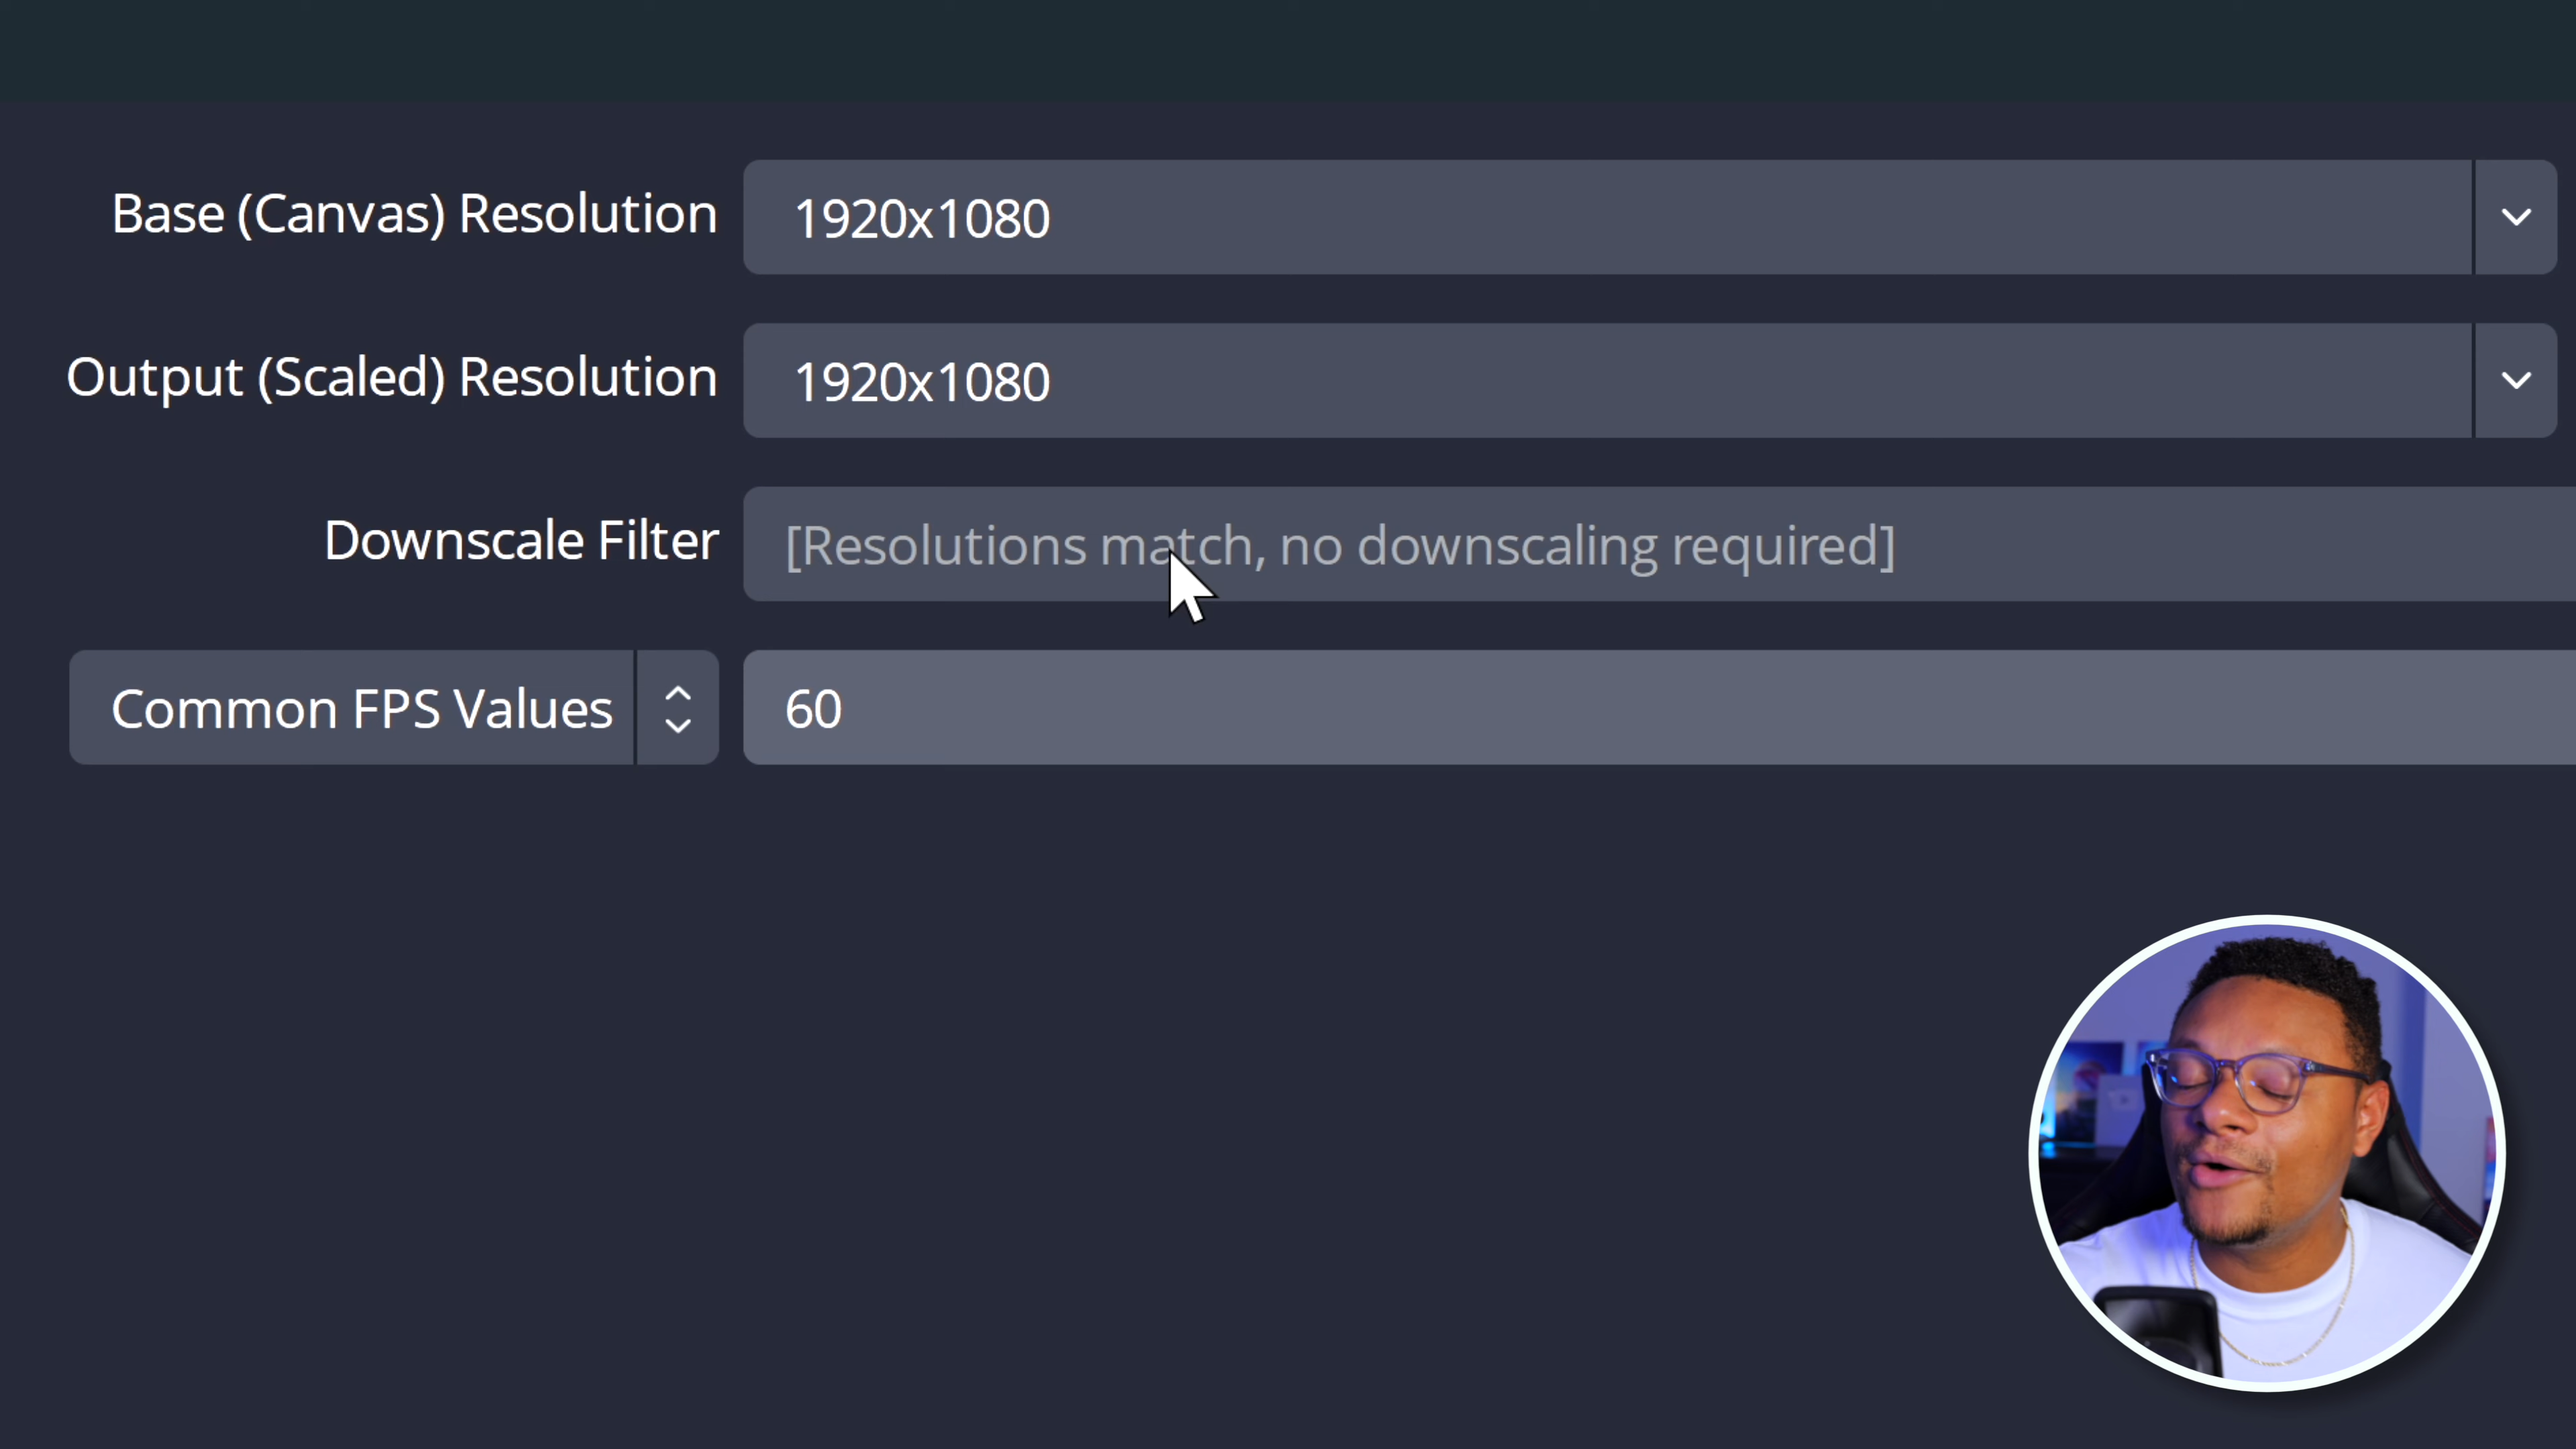 Base (Canvas) Resolution 1920x1080
Output (Scaled) Resolution 1920x1080
Downscale Filter [Resolutions match, no downscaling required]
Common FPS Values 60